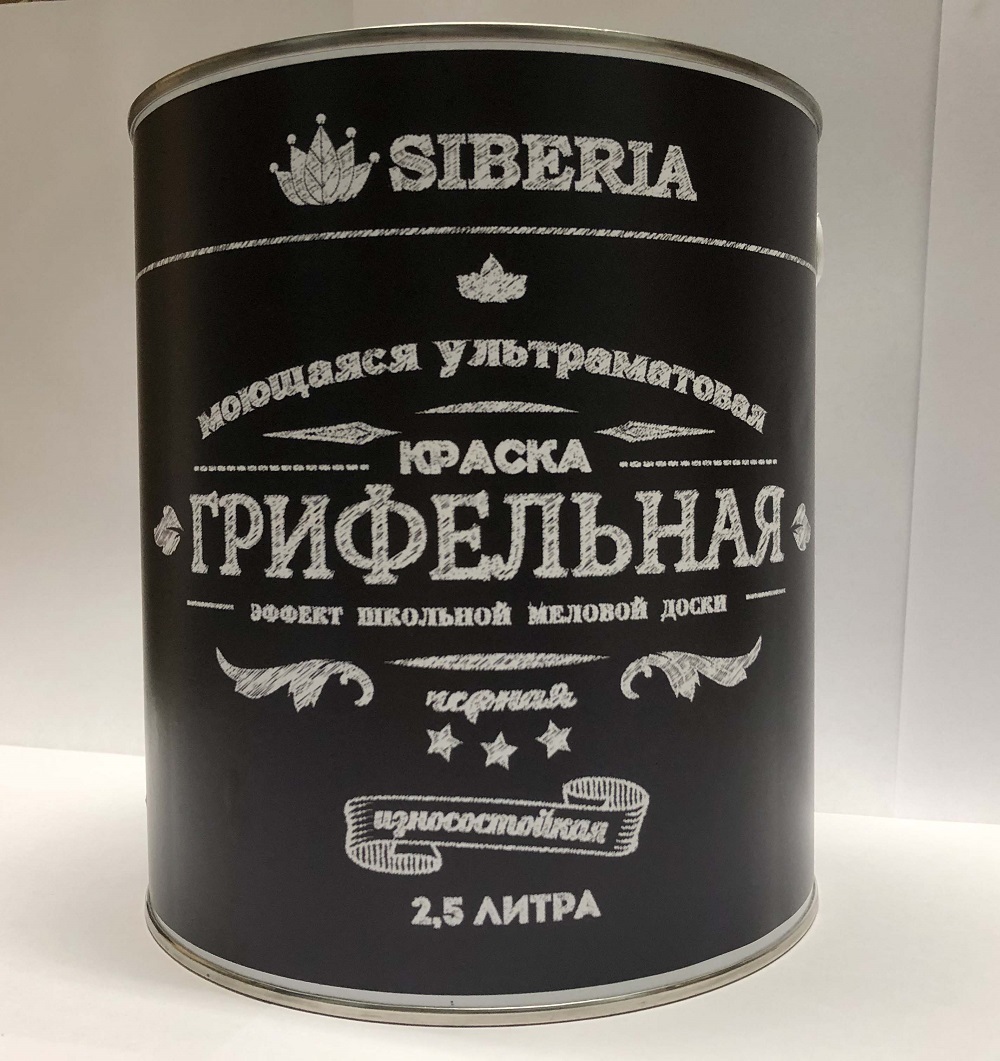 SIBERIA
моющаяся ультраматовая
КРАСКА
ГРИФЕЛЬНАЯ
ЭФФЕКТ ШКОЛЬНОЙ МЕЛОВОЙ ДОСКИ
черная
износостойкая
2,5 ЛИТРА